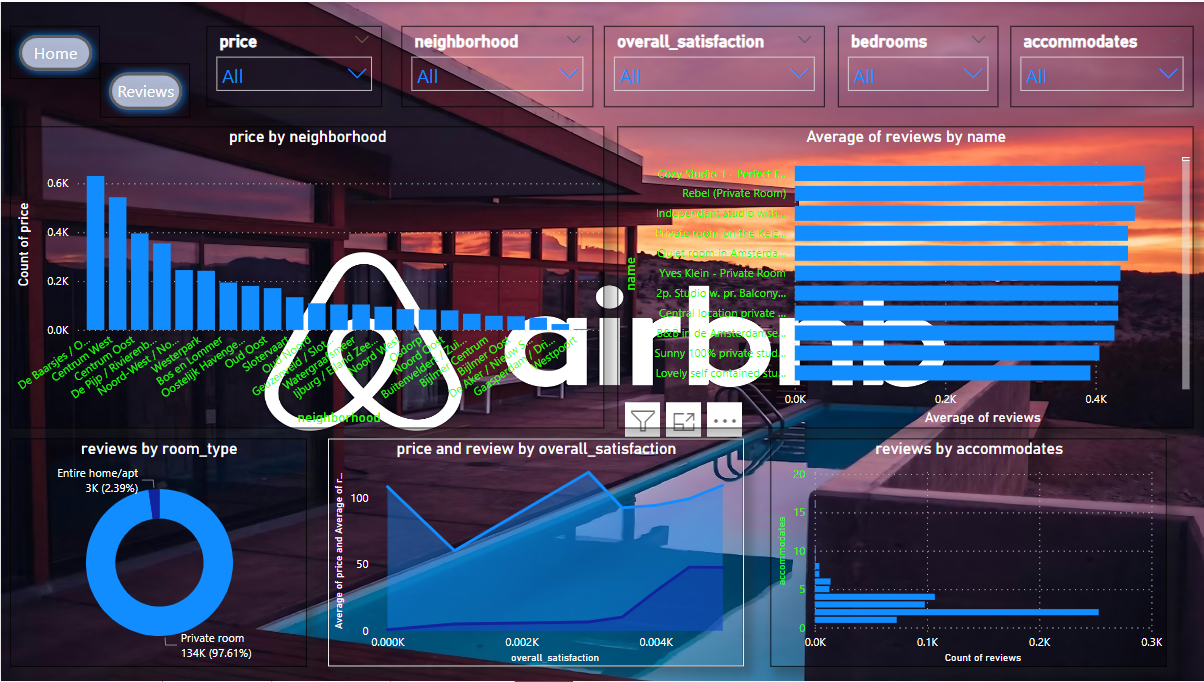 Home
Reviews
price
All
neighborhood
All
overall_satisfaction
All
bedrooms
All
accommodates
All
price by neighborhood
Count of price
0.6K
0.4K
0.2K
0.0K
De Baarsjes / O...
Centrum West
Centrum Oost
De Pijp / Rivierenb...
Noord-West / No...
Westerpark
Bos en Lommer
Oostelijk Havenge...
Oud Oost
Slotervaart
Oud Noord
Geuzenveld / Slo...
Watergraafsmeer
IJburg / Eiland Zee...
Noord West
Osdorp
Noord Oost
Buitenveldert / Zui...
Bijlmer Centrum
Bijlmer Oost
De Aker / Nieuw S...
Gaasperdam / Dri...
Westpoort
neighborhood
Average of reviews by name
name
Cozy Studio 1 - Perfect f...
Rebel (Private Room)
Independent studio with...
Private room on the Keiz...
Quiet room in Amsterda...
Yves Klein - Private Room
2p. Studio w. pr. Balcony...
Central location private ...
B&B in de Amsterdamse...
Sunny 100% private stud...
Lovely self contained stu...
0.0K
0.2K
0.4K
Average of reviews
airbnb
reviews by room_type
Entire home/apt
3K (2.39%)
Private room
134K (97.61%)
price and review by overall_satisfaction
Average of price and Average of r...
100
50
0
0.000K
0.002K
0.004K
overall_satisfaction
reviews by accommodates
accommodates
20
15
10
5
0
0.0K
0.1K
0.2K
0.3K
Count of reviews